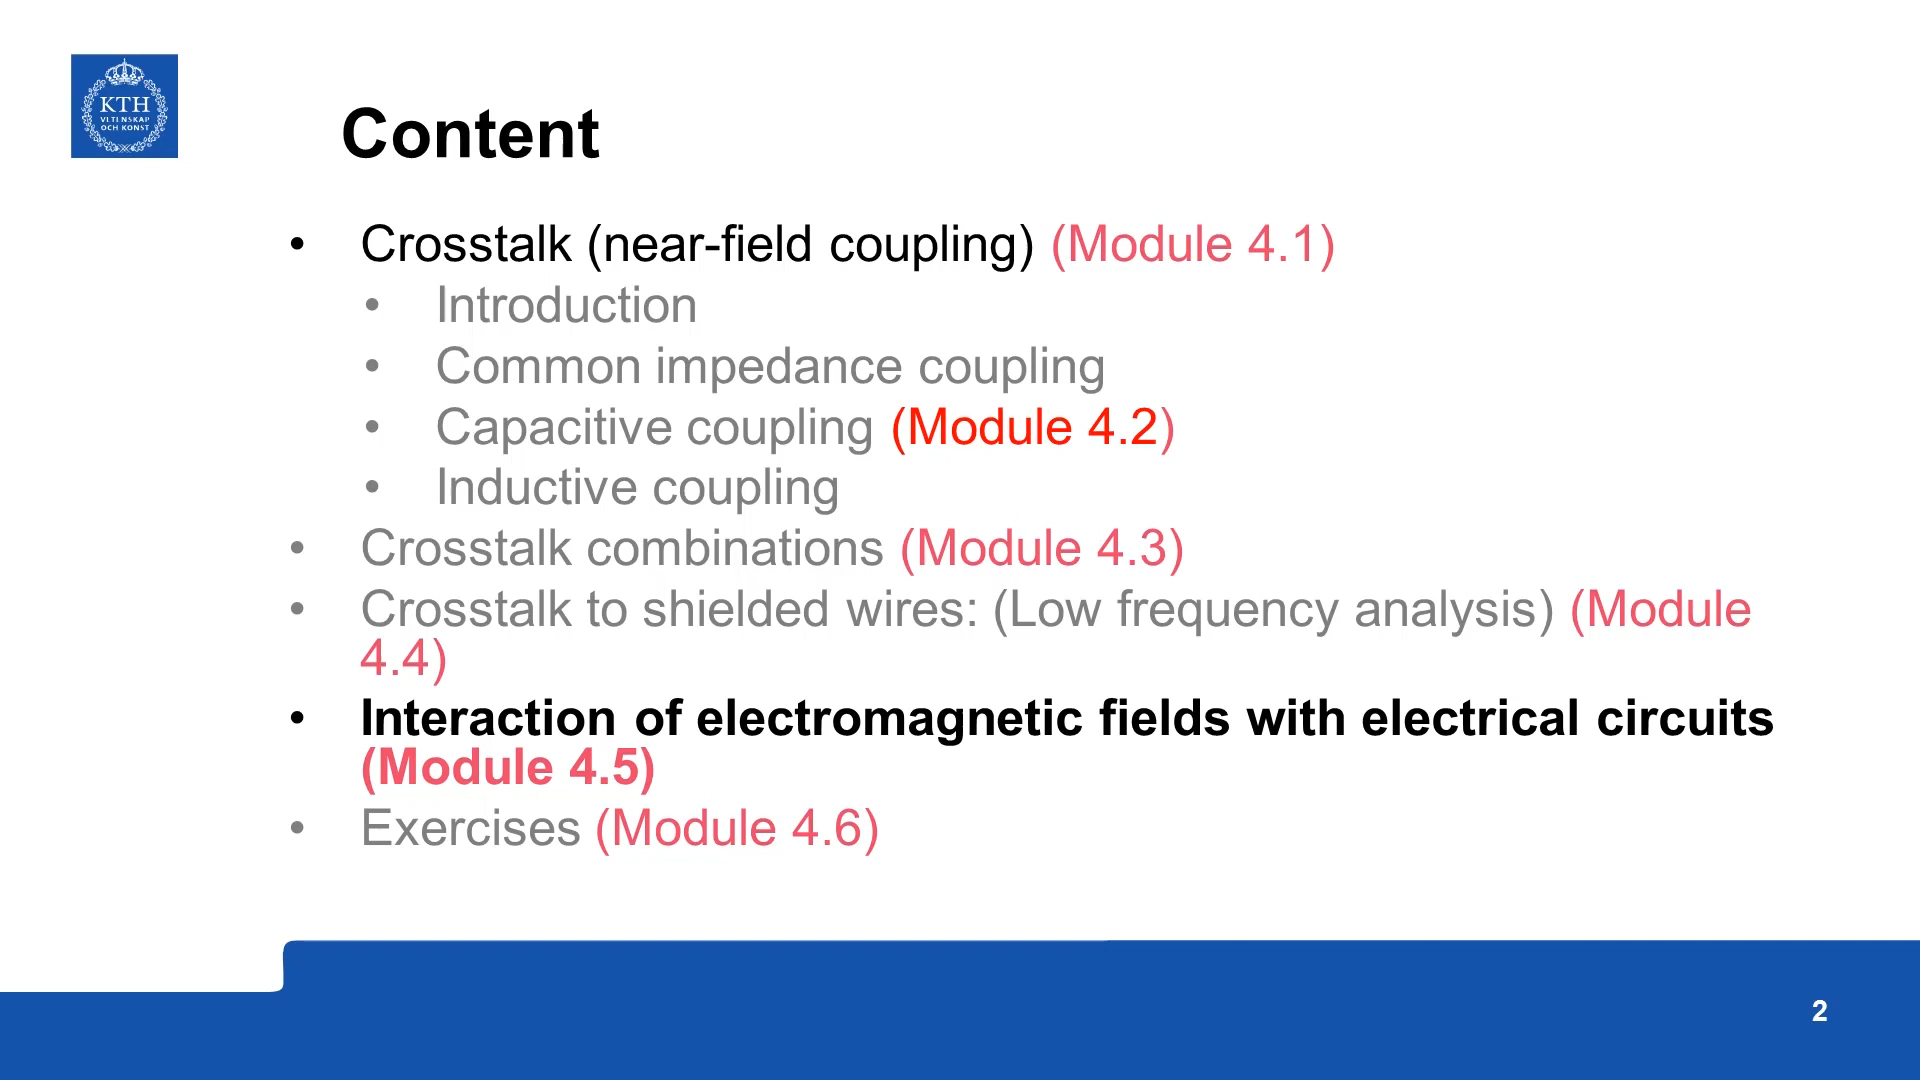 KTH
VETENSKAP
OCH KONST
Content
• Crosstalk (near-field coupling) (Module 4.1)
• Introduction
• Common impedance coupling
• Capacitive coupling (Module 4.2)
• Inductive coupling
• Crosstalk combinations (Module 4.3)
• Crosstalk to shielded wires: (Low frequency analysis) (Module
4.4)
• Interaction of electromagnetic fields with electrical circuits
(Module 4.5)
• Exercises (Module 4.6)
2